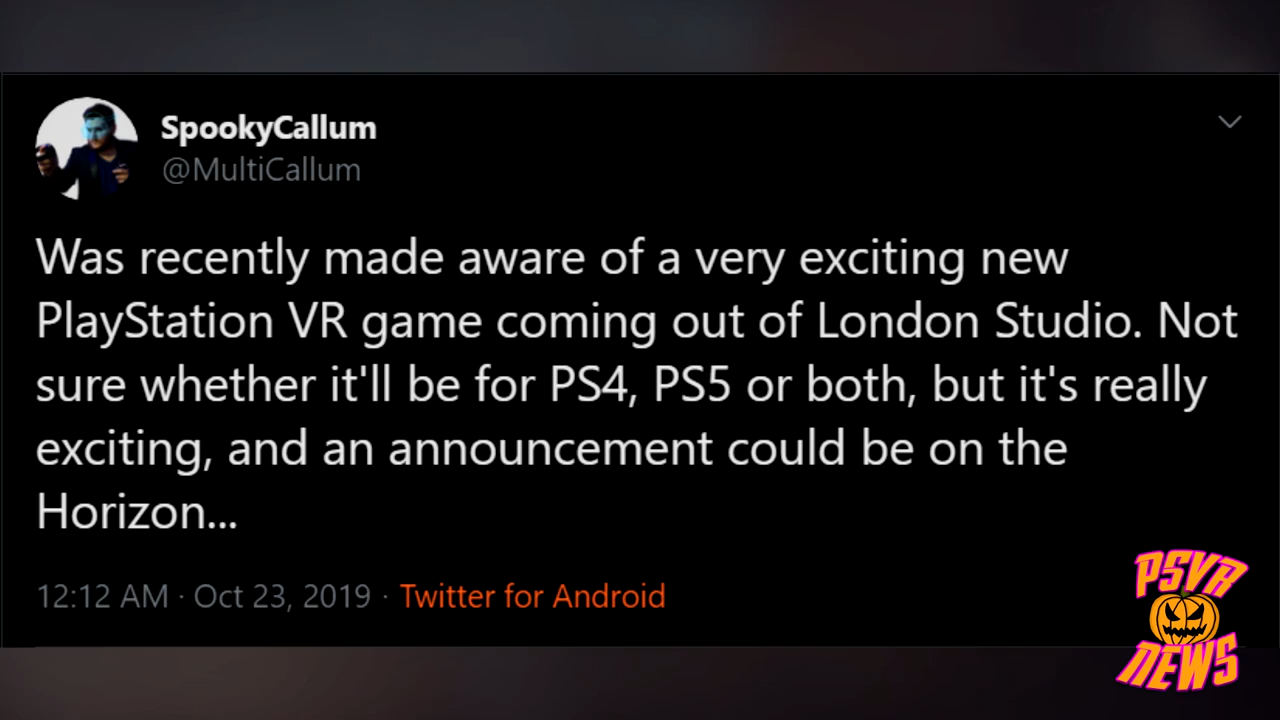 SpookyCallum
@MultiCallum
Was recently made aware of a very exciting new
PlayStation VR game coming out of London Studio. Not
sure whether it'll be for PS4, PS5 or both, but it's really
exciting, and an announcement could be on the
Horizon...
12:12 AM · Oct 23, 2019 · Twitter for Android
PSVR
NEWS